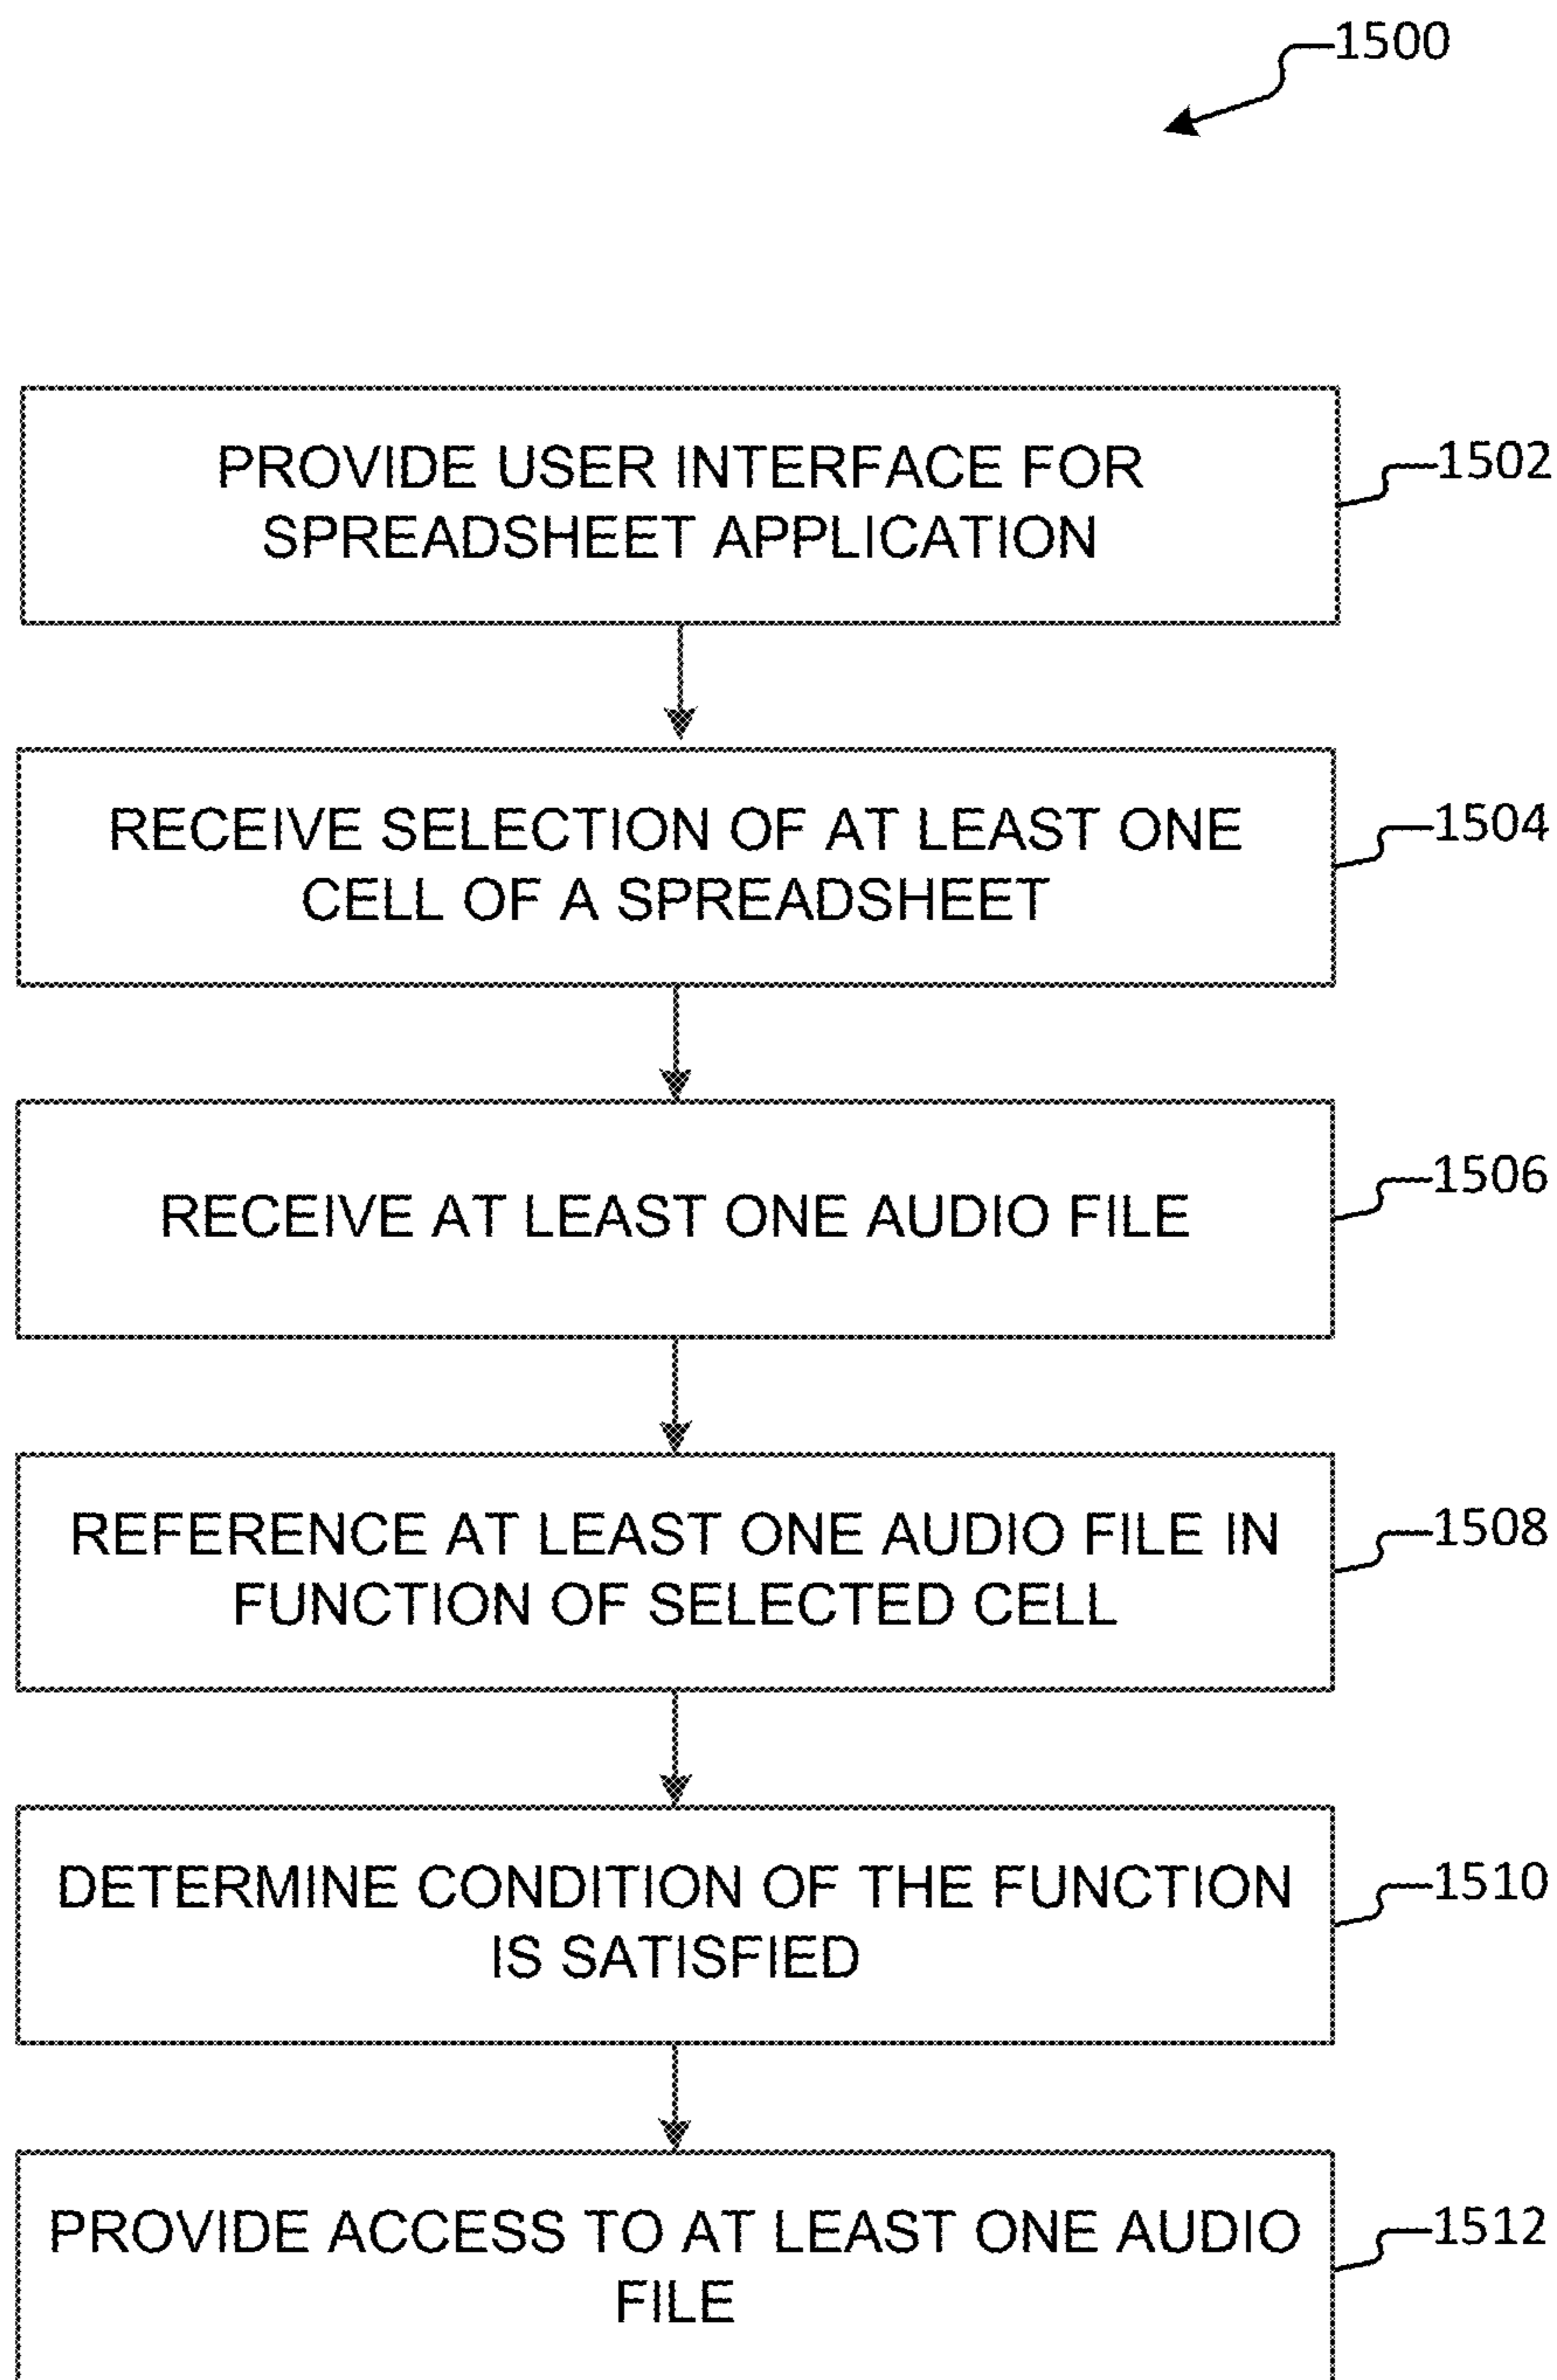 1500
PROVIDE USER INTERFACE FOR
SPREADSHEET APPLICATION
1502
RECEIVE SELECTION OF AT LEAST ONE
CELL OF A SPREADSHEET
1504
RECEIVE AT LEAST ONE AUDIO FILE
1506
REFERENCE AT LEAST ONE AUDIO FILE IN
FUNCTION OF SELECTED CELL
1508
DETERMINE CONDITION OF THE FUNCTION
IS SATISFIED
1510
PROVIDE ACCESS TO AT LEAST ONE AUDIO
FILE
1512